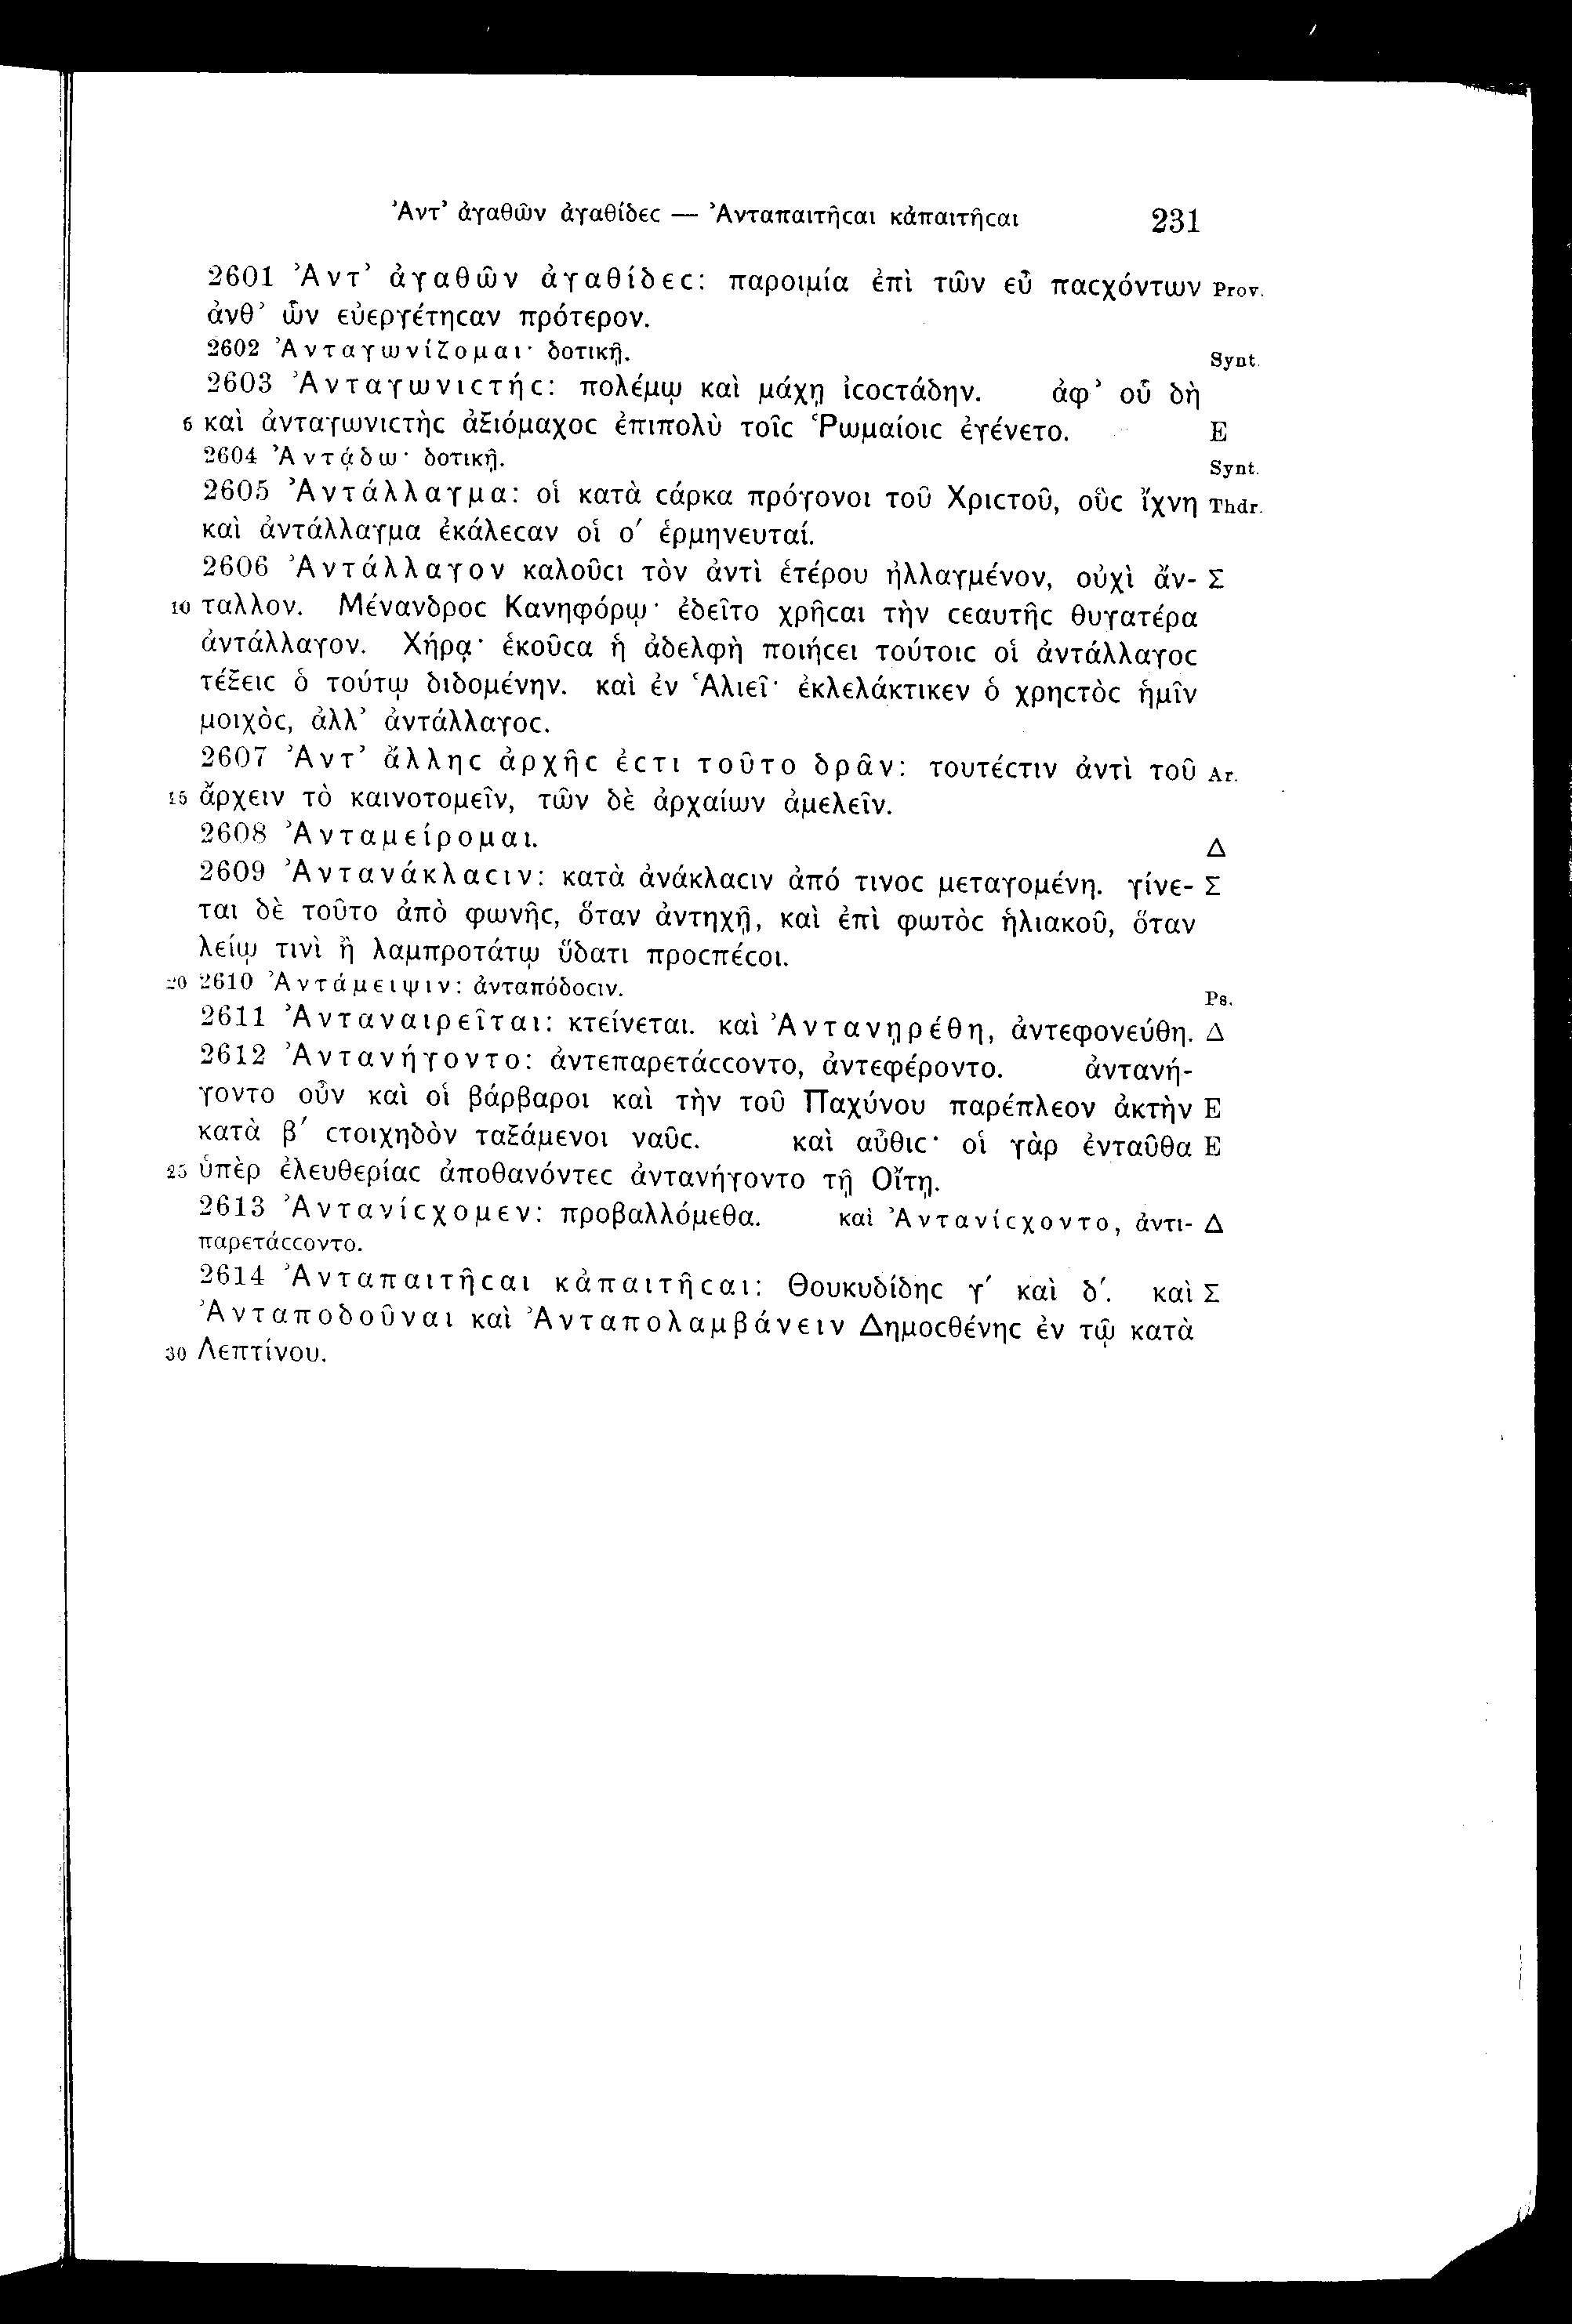 Ἀντ’ ἀγαθῶν ἀγαθίδεϲ — Ἀνταπαιτῆϲαι κἀπαιτῆϲαι 231
2601 Ἀντ’ ἀγαθῶν ἀγαθίδεϲ: παροιμία ἐπὶ τῶν εὖ παϲχόντων Prov.
ἀνθ’ ὧν εὐεργέτηϲαν πρότερον.
2602 Ἀνταγωνίζομαι· δοτικῇ. Synt.
2603 Ἀνταγωνιϲτήϲ: πολέμῳ καὶ μάχῃ ἰϲοϲτάδην. ἀφ’ οὗ δὴ
5 καὶ ἀνταγωνιϲτὴϲ ἀξιόμαχοϲ ἐπιπολὺ τοῖϲ Ῥωμαίοιϲ ἐγένετο. E
2604 Ἀντᾴδω· δοτικῇ. Synt.
2605 Ἀντάλλαγμα: οἱ κατὰ ϲάρκα πρόγονοι τοῦ Χριϲτοῦ, οὓϲ ἴχνη Thdr.
καὶ ἀντάλλαγμα ἐκάλεϲαν οἱ ο′ ἑρμηνευταί.
2606 Ἀντάλλαγον καλοῦϲι τὸν ἀντὶ ἑτέρου ἠλλαγμένον, οὐχὶ ἄν- Σ
10 ταλλον. Μένανδροϲ Κανηφόρῳ· ἐδεῖτο χρῆϲαι τὴν ϲεαυτῆϲ θυγατέρα
ἀντάλλαγον. Χήρᾳ· ἑκοῦϲα ἡ ἀδελφὴ ποιήϲει τούτοιϲ οἱ ἀντάλλαγοϲ
τέξειϲ ὁ τούτῳ διδομένην. καὶ ἐν Ἁλιεῖ· ἐκλελάκτικεν ὁ χρηϲτὸϲ ἡμῖν
μοιχὸϲ, ἀλλ’ ἀντάλλαγοϲ.
2607 Ἀντ’ ἄλληϲ ἀρχῆϲ ἐϲτι τοῦτο δρᾶν: τουτέϲτιν ἀντὶ τοῦ Ar.
15 ἄρχειν τὸ καινοτομεῖν, τῶν δὲ ἀρχαίων ἀμελεῖν.
2608 Ἀνταμείρομαι. Δ
2609 Ἀντανάκλαϲιν: κατὰ ἀνάκλαϲιν ἀπό τινοϲ μεταγομένη. γίνε- Σ
ται δὲ τοῦτο ἀπὸ φωνῆϲ, ὅταν ἀντηχῇ, καὶ ἐπὶ φωτὸϲ ἡλιακοῦ, ὅταν
λείῳ τινὶ ἢ λαμπροτάτῳ ὕδατι προϲπέϲοι.
20 2610 Ἀντάμειψιν: ἀνταπόδοϲιν. Ps.
2611 Ἀνταναιρεῖται: κτείνεται. καὶ Ἀντανῃρέθη, ἀντεφονεύθη. Δ
2612 Ἀντανήγοντο: ἀντεπαρετάϲϲοντο, ἀντεφέροντο. ἀντανή-
γοντο οὖν καὶ οἱ βάρβαροι καὶ τὴν τοῦ Παχύνου παρέπλεον ἀκτὴν E
κατὰ β′ ϲτοιχηδὸν ταξάμενοι ναῦϲ. καὶ αὖθιϲ· οἱ γὰρ ἐνταῦθα E
25 ὑπὲρ ἐλευθερίαϲ ἀποθανόντεϲ ἀντανήγοντο τῇ Οἴτῃ.
2613 Ἀντανίϲχομεν: προβαλλόμεθα. καὶ Ἀντανίϲχοντο, ἀντι- Δ
παρετάϲϲοντο.
2614 Ἀνταπαιτῆϲαι κἀπαιτῆϲαι: Θουκυδίδηϲ γ′ καὶ δ′. καὶ Σ
Ἀνταποδοῦναι καὶ Ἀνταπολαμβάνειν Δημοϲθένηϲ ἐν τῷ κατὰ
30 Λεπτίνου.